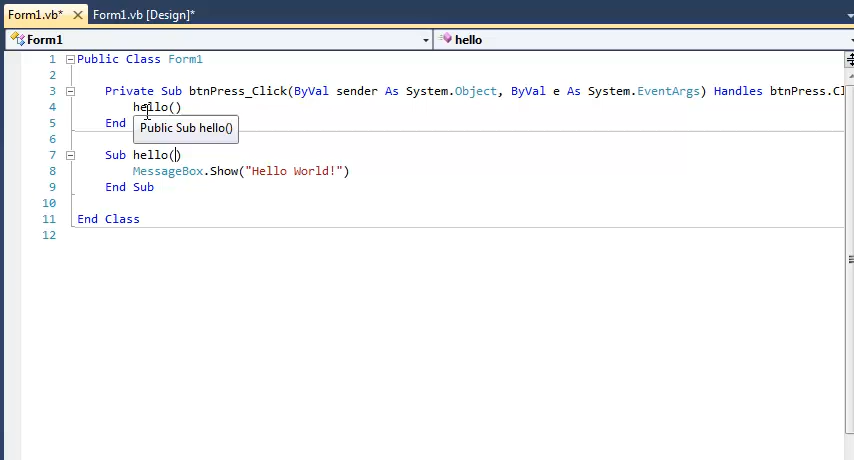 Form1.vb* Form1.vb [Design]*
Form1 hello
1 Public Class Form1
2
3 Private Sub btnPress_Click(ByVal sender As System.Object, ByVal e As System.EventArgs) Handles btnPress.Cl
4 hello()
5 End
Public Sub hello()
6
7 Sub hello()
8 MessageBox.Show("Hello World!")
9 End Sub
10
11 End Class
12